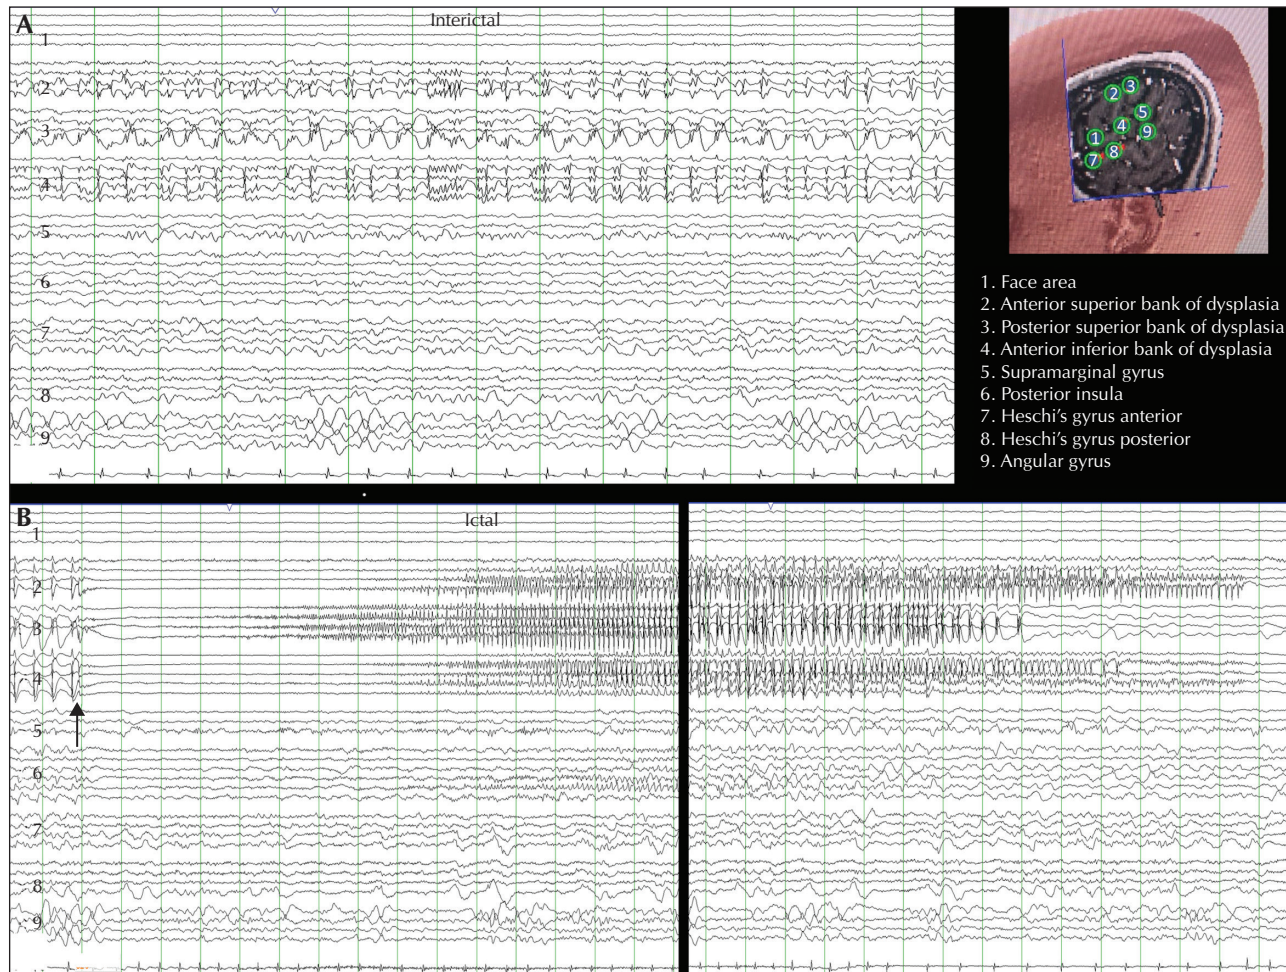 A
Interictal
1
2
3
4
5
6
7
8
9
2 3
5
4 9
1
8
7
1. Face area
2. Anterior superior bank of dysplasia
3. Posterior superior bank of dysplasia
4. Anterior inferior bank of dysplasia
5. Supramarginal gyrus
6. Posterior insula
7. Heschi's gyrus anterior
8. Heschi's gyrus posterior
9. Angular gyrus
B
Ictal
1
2
3
4
5
6
7
8
9